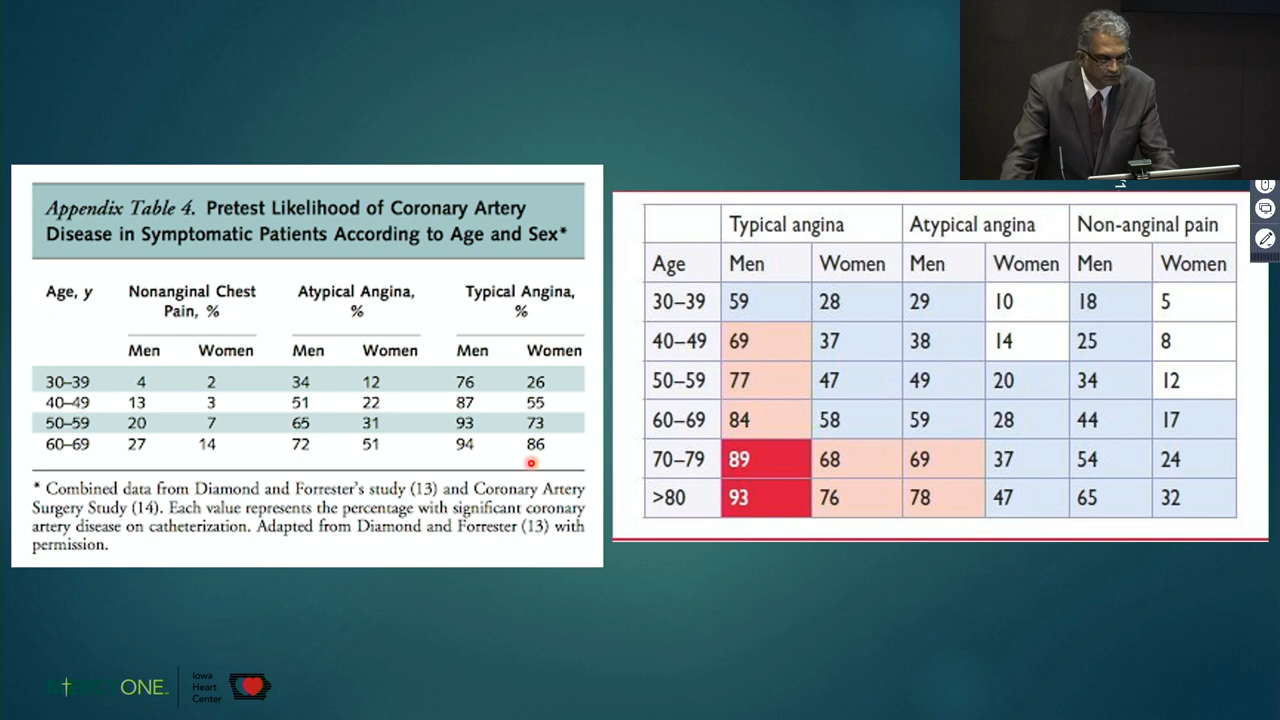 Appendix Table 4. Pretest Likelihood of Coronary Artery
Disease in Symptomatic Patients According to Age and Sex*
Age, y Nonanginal Chest Pain, % Atypical Angina, % Typical Angina, %
Men Women Men Women Men Women
30–39 4 2 34 12 76 26
40–49 13 3 51 22 87 55
50–59 20 7 65 31 93 73
60–69 27 14 72 51 94 86
* Combined data from Diamond and Forrester's study (13) and Coronary Artery
Surgery Study (14). Each value represents the percentage with significant coronary
artery disease on catheterization. Adapted from Diamond and Forrester (13) with
permission.
Typical angina Atypical angina Non-anginal pain
Age Men Women Men Women Men Women
30–39 59 28 29 10 18 5
40–49 69 37 38 14 25 8
50–59 77 47 49 20 34 12
60–69 84 58 59 28 44 17
70–79 89 68 69 37 54 24
>80 93 76 78 47 65 32
MERCYONE
Iowa
Heart
Center